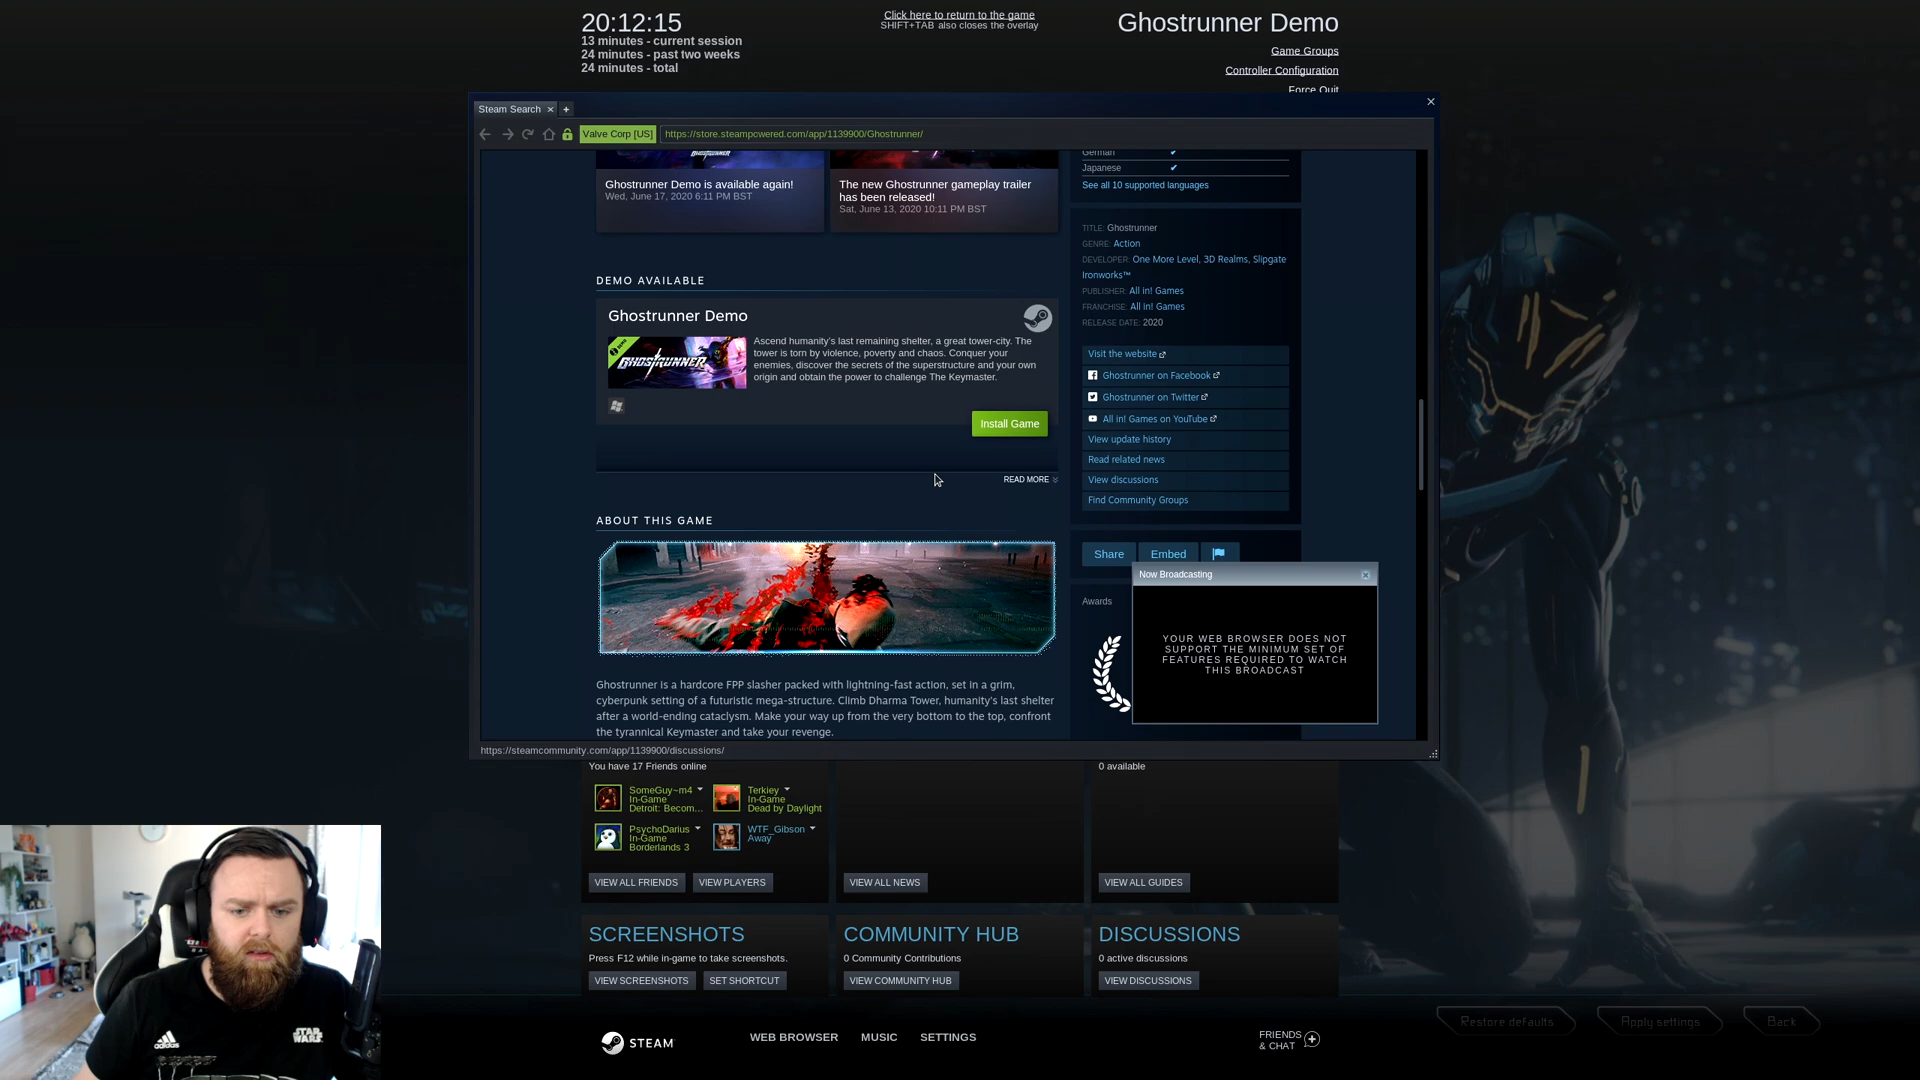 20:12:15
13 minutes - current session
24 minutes - past two weeks
24 minutes - total
Click here to return to the game
SHIFT+TAB also closes the overlay
Ghostrunner Demo
Game Groups
Controller Configuration
Force Quit
Steam Search
Valve Corp [US]
https://store.steampowered.com/app/1139900/Ghostrunner/
Ghostrunner Demo is available again!
Wed, June 17, 2020 6:11 PM BST
The new Ghostrunner gameplay trailer
has been released!
Sat, June 13, 2020 10:11 PM BST
German
Japanese
See all 10 supported languages
DEMO AVAILABLE
Ghostrunner Demo
GHOSTRUNNER
Ascend humanity's last remaining shelter, a great tower-city. The
tower is torn by violence, poverty and chaos. Conquer your
enemies, discover the secrets of the superstructure and your own
origin and obtain the power to challenge The Keymaster.
Install Game
READ MORE
TITLE: Ghostrunner
GENRE: Action
DEVELOPER: One More Level, 3D Realms, Slipgate
Ironworks™
PUBLISHER: All in! Games
FRANCHISE: All in! Games
RELEASE DATE: 2020
Visit the website
Ghostrunner on Facebook
Ghostrunner on Twitter
All in! Games on YouTube
View update history
Read related news
View discussions
Find Community Groups
Share
Embed
ABOUT THIS GAME
Ghostrunner is a hardcore FPP slasher packed with lightning-fast action, set in a grim,
cyberpunk setting of a futuristic mega-structure. Climb Dharma Tower, humanity's last shelter
after a world-ending cataclysm. Make your way up from the very bottom to the top, confront
the tyrannical Keymaster and take your revenge.
Awards
Now Broadcasting
YOUR WEB BROWSER DOES NOT
SUPPORT THE MINIMUM SET OF
FEATURES REQUIRED TO WATCH
THIS BROADCAST
https://steamcommunity.com/app/1139900/discussions/
You have 17 Friends online
SomeGuy~m4
In-Game
Detroit: Becom...
Terkiey
In-Game
Dead by Daylight
PsychoDarius
In-Game
Borderlands 3
WTF_Gibson
Away
VIEW ALL FRIENDS
VIEW PLAYERS
VIEW ALL NEWS
0 available
VIEW ALL GUIDES
SCREENSHOTS
Press F12 while in-game to take screenshots.
VIEW SCREENSHOTS
SET SHORTCUT
COMMUNITY HUB
0 Community Contributions
VIEW COMMUNITY HUB
DISCUSSIONS
0 active discussions
VIEW DISCUSSIONS
STEAM
WEB BROWSER
MUSIC
SETTINGS
FRIENDS
& CHAT
Restore defaults
Apply settings
Back
adidas
STAR
WARS